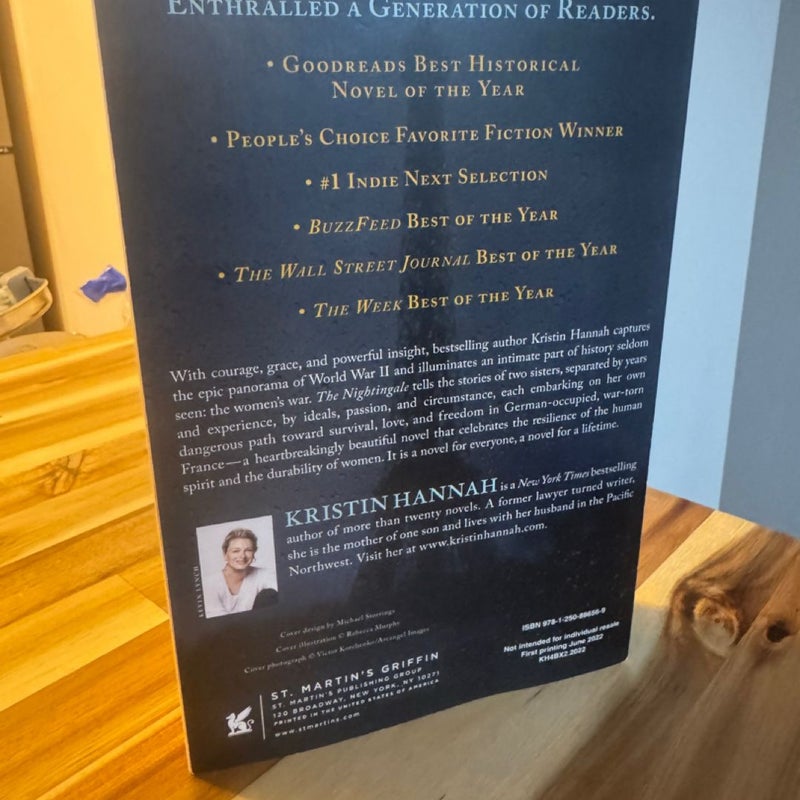 ENTHRALLED A GENERATION OF READERS.
• GOODREADS BEST HISTORICAL
NOVEL OF THE YEAR
• PEOPLE'S CHOICE FAVORITE FICTION WINNER
• #1 INDIE NEXT SELECTION
• BUZZFEED BEST OF THE YEAR
• THE WALL STREET JOURNAL BEST OF THE YEAR
• THE WEEK BEST OF THE YEAR
With courage, grace, and powerful insight, bestselling author Kristin Hannah captures
the epic panorama of World War II and illuminates an intimate part of history seldom
seen: the women's war. The Nightingale tells the stories of two sisters, separated by years
and experience, by ideals, passion, and circumstance, each embarking on her own
dangerous path toward survival, love, and freedom in German-occupied, war-torn
France—a heartbreakingly beautiful novel that celebrates the resilience of the human
spirit and the durability of women. It is a novel for everyone, a novel for a lifetime.
KRISTIN HANNAH is a New York Times bestselling
author of more than twenty novels. A former lawyer turned writer,
she is the mother of one son and lives with her husband in the Pacific
Northwest. Visit her at www.kristinhannah.com.
KEVIN LYNCH
Cover design by Michael Storrings
Cover illustration © Rebecca Murphy
Cover photograph © Victor Korchenko/Arcangel Images
ST. MARTIN'S GRIFFIN
ST. MARTIN'S PUBLISHING GROUP
120 BROADWAY, NEW YORK, NY 10271
PRINTED IN THE UNITED STATES OF AMERICA
www.stmartins.com
ISBN 978-1-250-89656-9
Not intended for individual resale
First printing June 2022
KH4BX2.2022